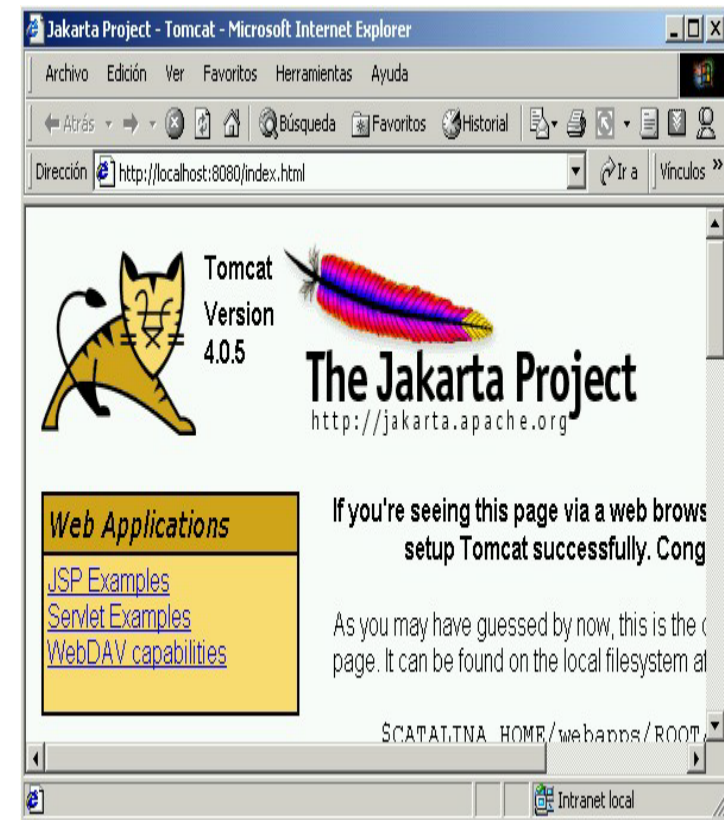 Jakarta Project - Tomcat - Microsoft Internet Explorer
Archivo Edición Ver Favoritos Herramientas Ayuda
Atrás Búsqueda Favoritos Historial
Dirección http://localhost:8080/index.html Ir a Vínculos »
Tomcat
Version
4.0.5
The Jakarta Project
http://jakarta.apache.org
Web Applications
JSP Examples
Servlet Examples
WebDAV capabilities
If you're seeing this page via a web brows
setup Tomcat successfully. Cong
As you may have guessed by now, this is the
page. It can be found on the local filesystem at
$CATALINA_HOME/webapps/ROOT
Intranet local